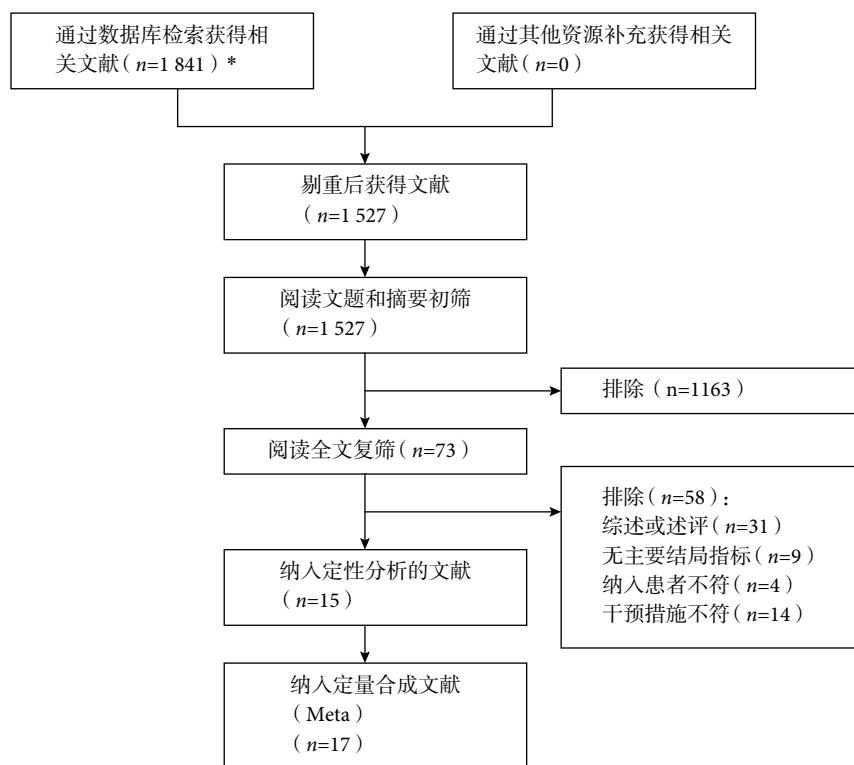 通过数据库检索获得相
关文献(n=1 841)*
通过其他资源补充获得相关
文献(n=0)
剔重后获得文献
(n=1 527)
阅读文题和摘要初筛
(n=1 527)
排除(n=1163)
阅读全文复筛(n=73)
排除(n=58):
综述或述评(n=31)
无主要结局指标(n=9)
纳入患者不符(n=4)
干预措施不符(n=14)
纳入定性分析的文献
(n=15)
纳入定量合成文献
(Meta)
(n=17)